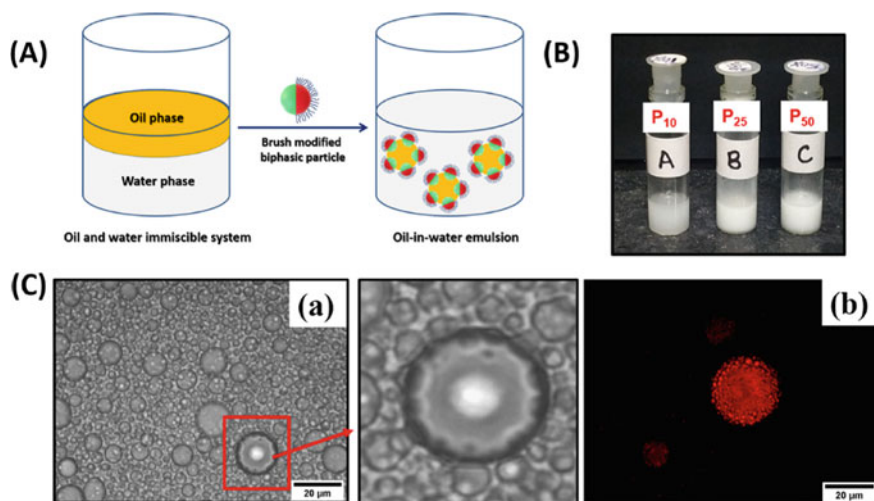 (A)
Oil phase
Water phase
Oil and water immiscible system
Brush modified
biphasic particle
Oil-in-water emulsion
(B)
P₁₀
P₂₅
P₅₀
A
B
C
(C)
(a)
20 µm
(b)
20 µm